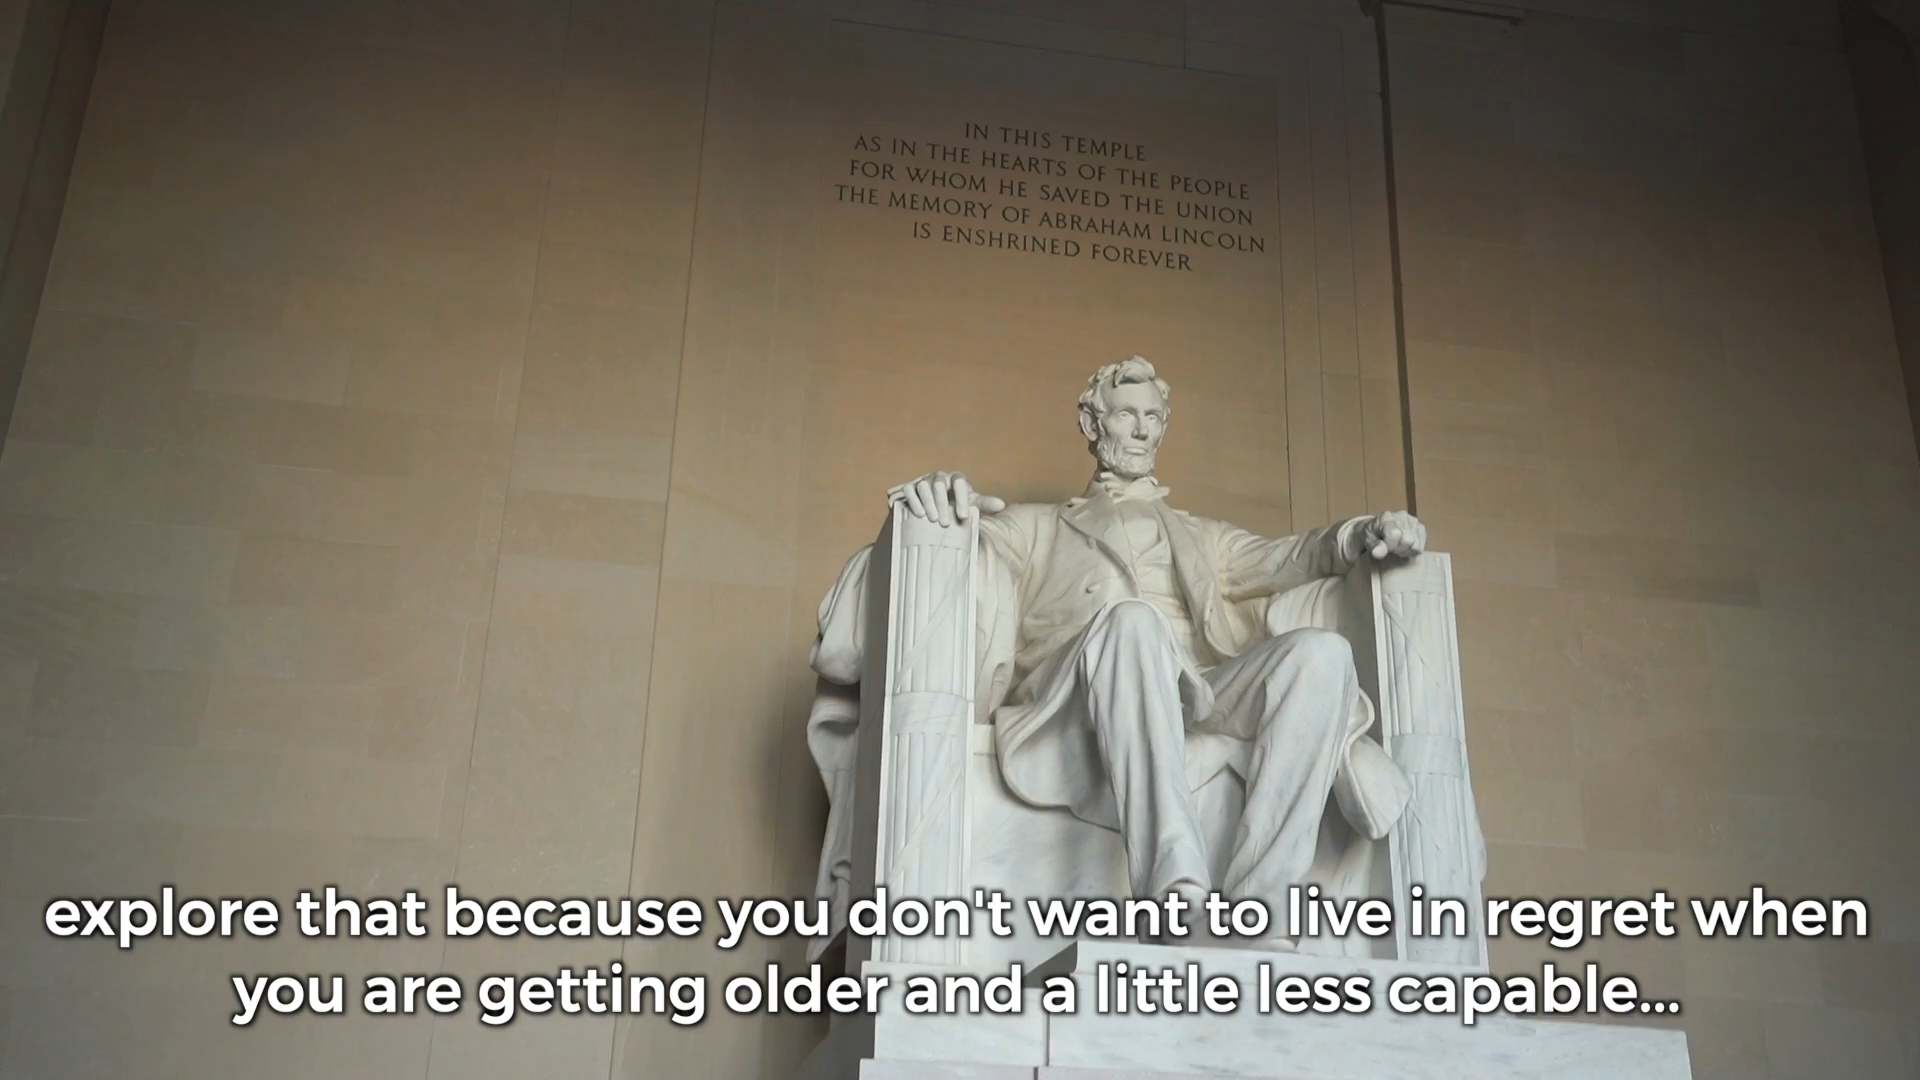 IN THIS TEMPLE
AS IN THE HEARTS OF THE PEOPLE
FOR WHOM HE SAVED THE UNION
THE MEMORY OF ABRAHAM LINCOLN
IS ENSHRINED FOREVER
explore that because you don't want to live in regret when
you are getting older and a little less capable...